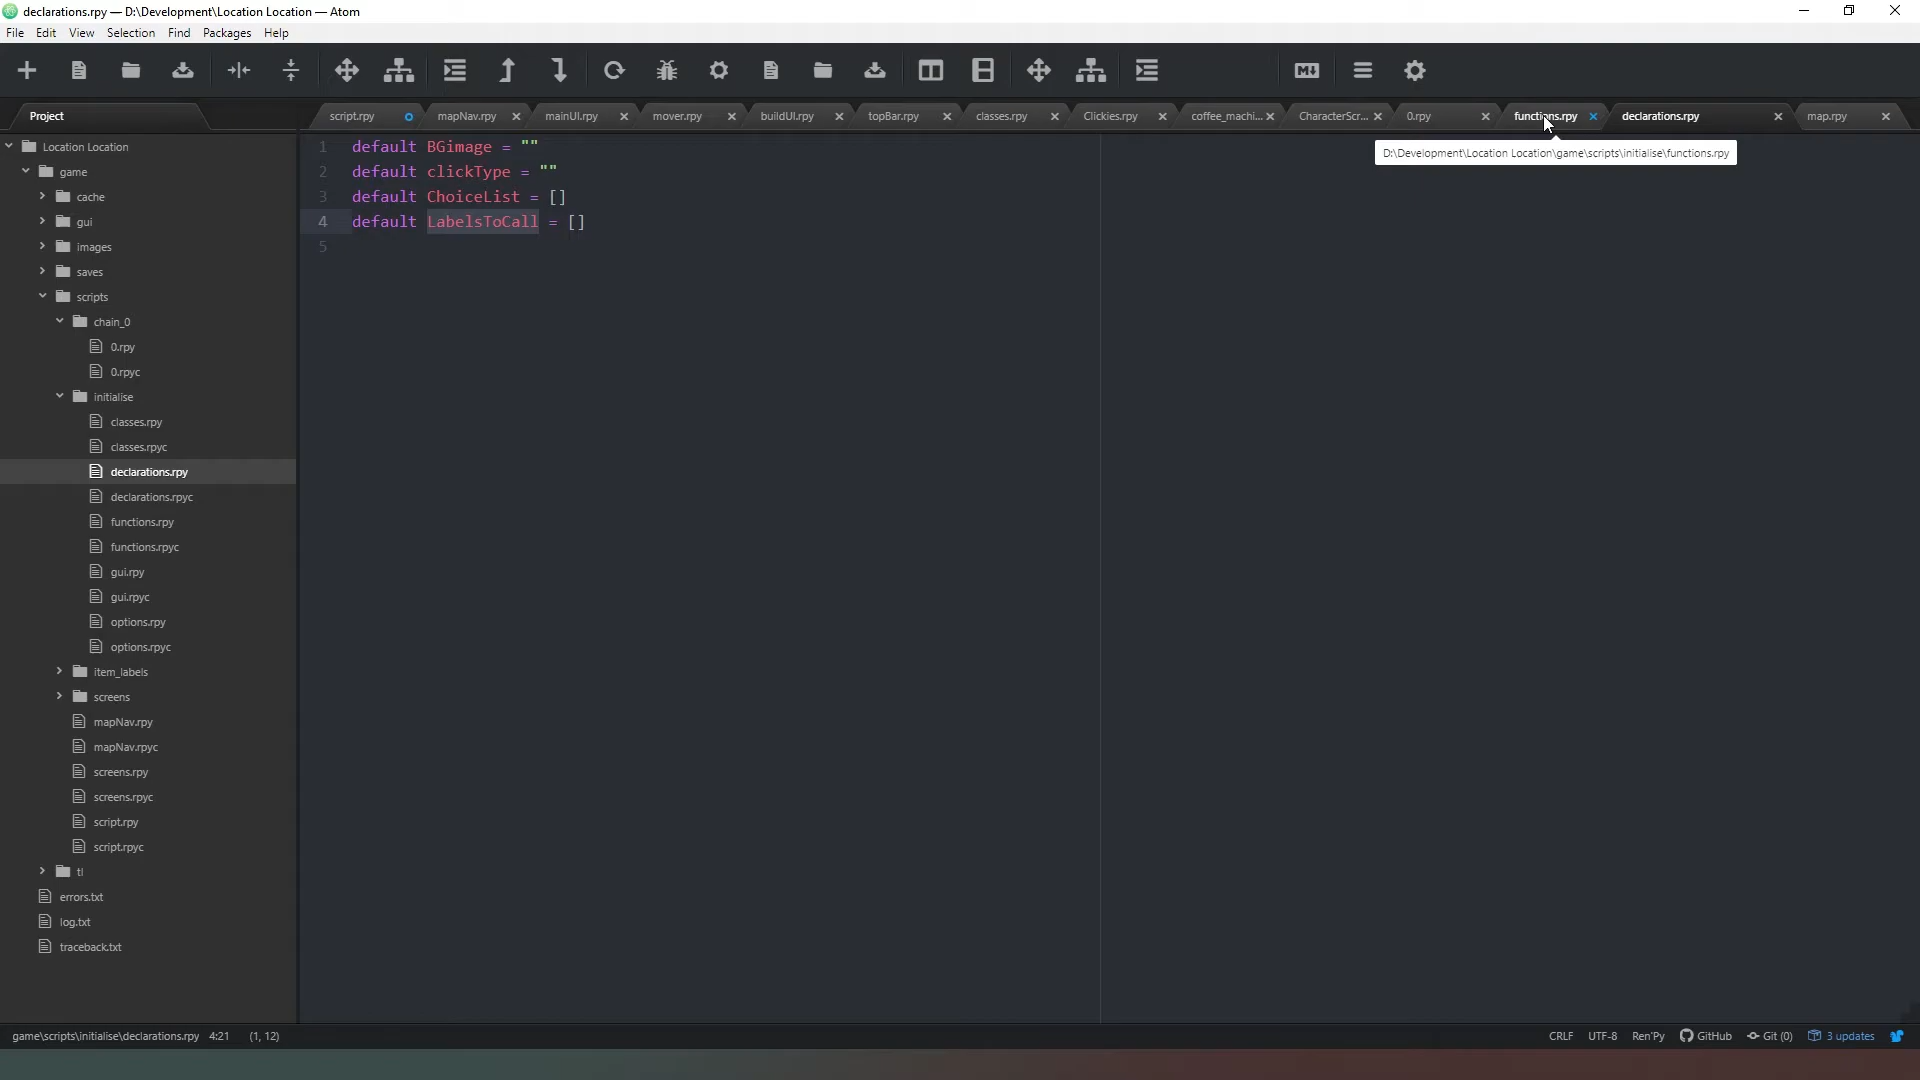 declarations.rpy — D:\Development\Location Location — Atom
File Edit View Selection Find Packages Help
M↓
Project
script.rpy mapNav.rpy mainUI.rpy mover.rpy buildUI.rpy topBar.rpy classes.rpy Clickies.rpy coffee_machi... CharacterScr... 0.rpy functions.rpy declarations.rpy map.rpy
D:\Development\Location Location\game\scripts\initialise\functions.rpy
1 default BGimage = ""
2 default clickType = ""
3 default ChoiceList = []
4 default LabelsToCall = []
5
Location Location
game
cache
gui
images
saves
scripts
chain_0
0.rpy
0.rpyc
initialise
classes.rpy
classes.rpyc
declarations.rpy
declarations.rpyc
functions.rpy
functions.rpyc
gui.rpy
gui.rpyc
options.rpy
options.rpyc
item_labels
screens
mapNav.rpy
mapNav.rpyc
screens.rpy
screens.rpyc
script.rpy
script.rpyc
tl
errors.txt
log.txt
traceback.txt
game\scripts\initialise\declarations.rpy 4:21 (1, 12)
CRLF UTF-8 Ren'Py GitHub Git (0) 3 updates